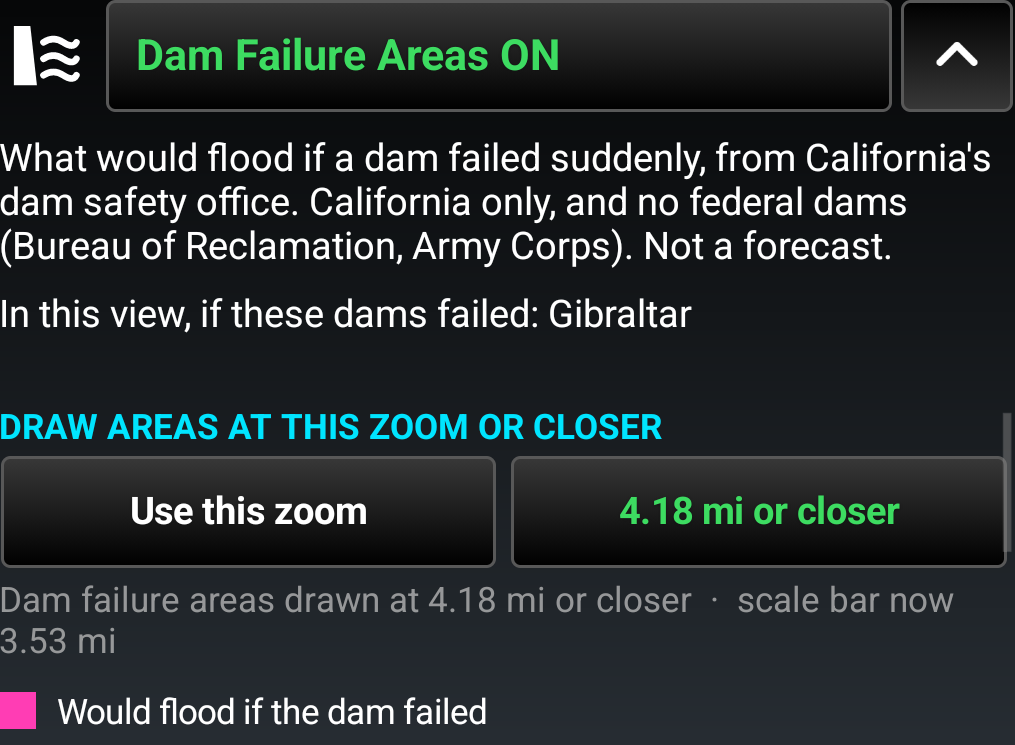 Dam Failure Areas ON
What would flood if a dam failed suddenly, from California's
dam safety office. California only, and no federal dams
(Bureau of Reclamation, Army Corps). Not a forecast.
In this view, if these dams failed: Gibraltar
DRAW AREAS AT THIS ZOOM OR CLOSER
Use this zoom
4.18 mi or closer
Dam failure areas drawn at 4.18 mi or closer · scale bar now
3.53 mi
Would flood if the dam failed